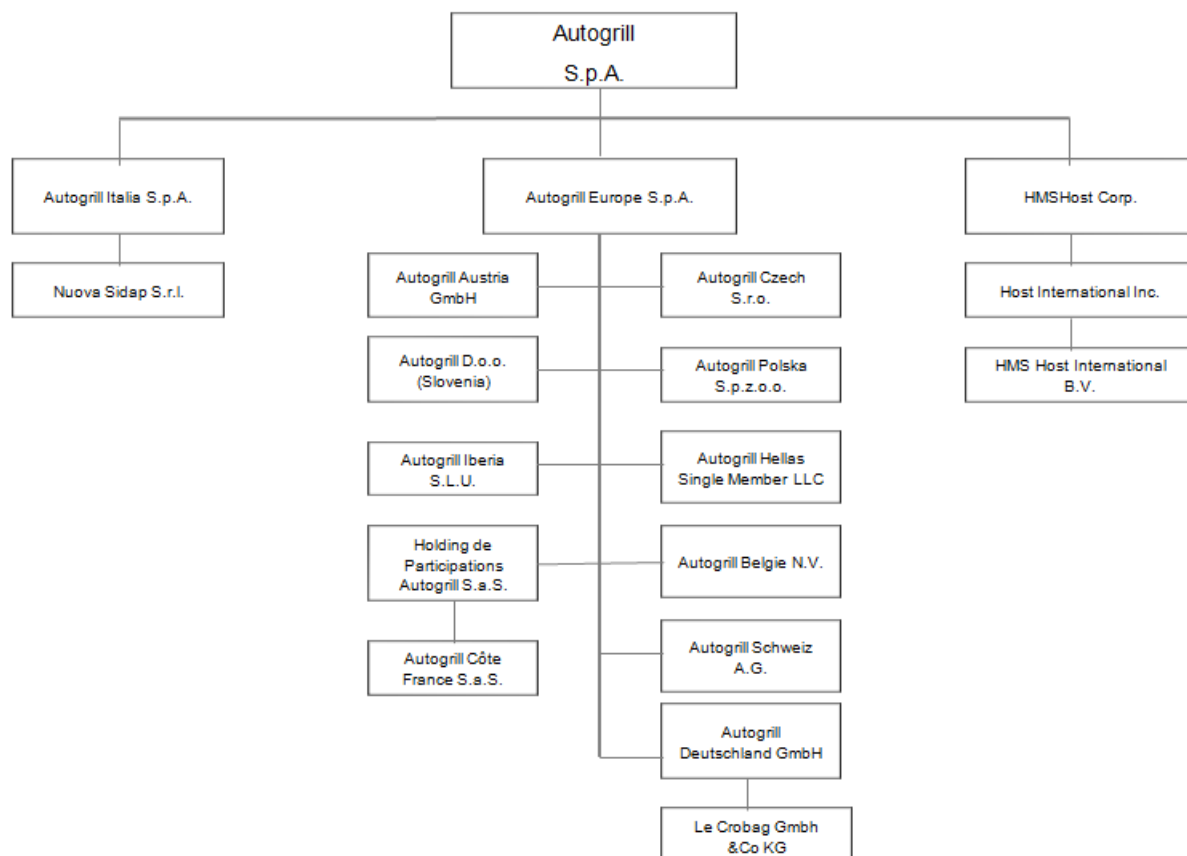 Autogrill
S.p.A.
Autogrill Italia S.p.A.
Autogrill Europe S.p.A.
HMSHost Corp.
Nuova Sidap S.r.l.
Autogrill Austria
GmbH
Autogrill Czech
S.r.o.
Host International Inc.
Autogrill D.o.o.
(Slovenia)
Autogrill Polska
S.p.z.o.o.
HMS Host International
B.V.
Autogrill Iberia
S.L.U.
Autogrill Hellas
Single Member LLC
Holding de
Participations
Autogrill S.a.S.
Autogrill Belgie N.V.
Autogrill Côte
France S.a.S.
Autogrill Schweiz
A.G.
Autogrill
Deutschland GmbH
Le Crobag Gmbh
&Co KG